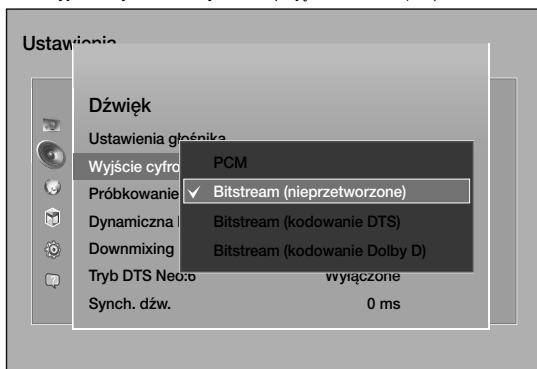 Ustawienia
Dźwięk
Ustawienia głośnika
Wyjście cyfro
PCM
Próbkowanie
Bitstream (nieprzetworzone)
Dynamiczna
Bitstream (kodowanie DTS)
Downmixing
Bitstream (kodowanie Dolby D)
Tryb DTS Neo:6 Wyłączone
Synch. dźw. 0 ms